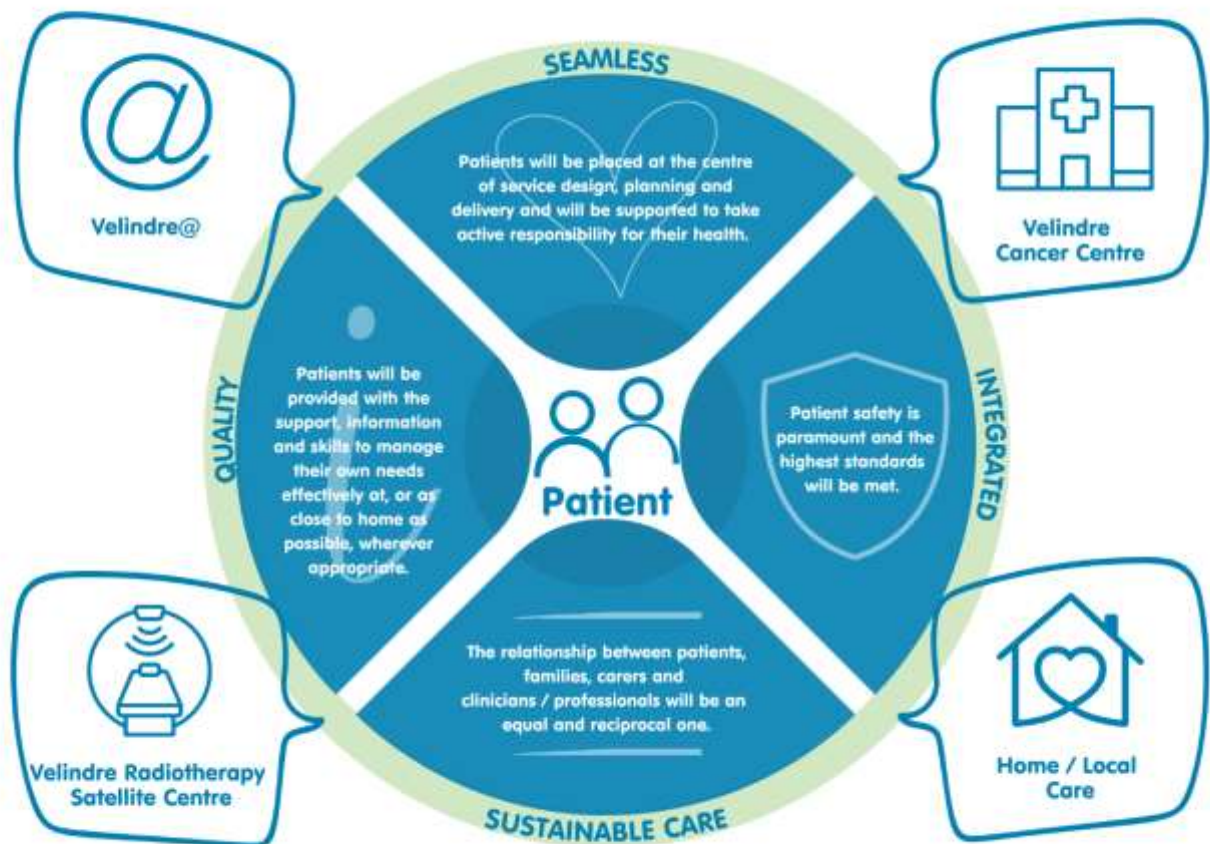 SEAMLESS
Velindre@
Patients will be placed at the centre
of service design, planning and
delivery and will be supported to take
active responsibility for their health.
Velindre
Cancer Centre
QUALITY
Patients will be
provided with the
support, information
and skills to manage
their own needs
effectively at, or as
close to home as
possible, wherever
appropriate.
Patient
Patient safety is
paramount and the
highest standards
will be met.
INTEGRATED
The relationship between patients,
families, carers and
clinicians / professionals will be an
equal and reciprocal one.
Velindre Radiotherapy
Satellite Centre
Home / Local
Care
SUSTAINABLE CARE